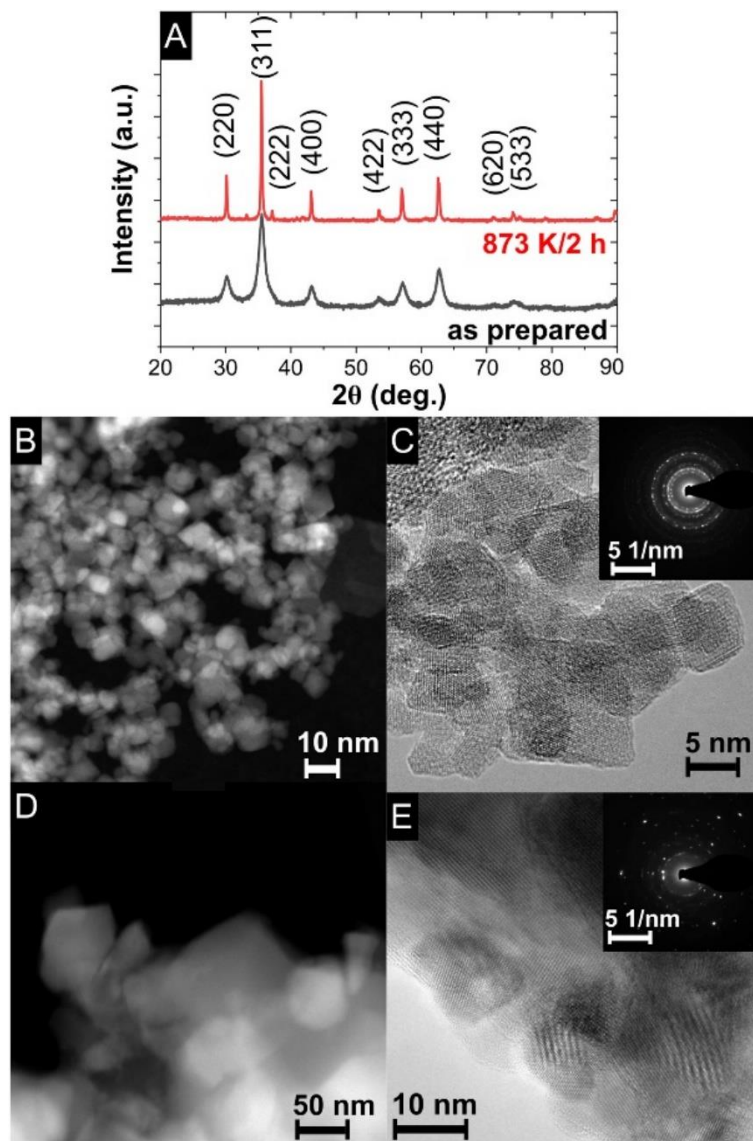 A
Intensity (a.u.)
(220)
(311)
(222)
(400)
(422)
(333)
(440)
(620)
(533)
873 K/2 h
as prepared
20 30 40 50 60 70 80 90
2θ (deg.)
B
10 nm
C
5 1/nm
5 nm
D
50 nm
E
5 1/nm
10 nm